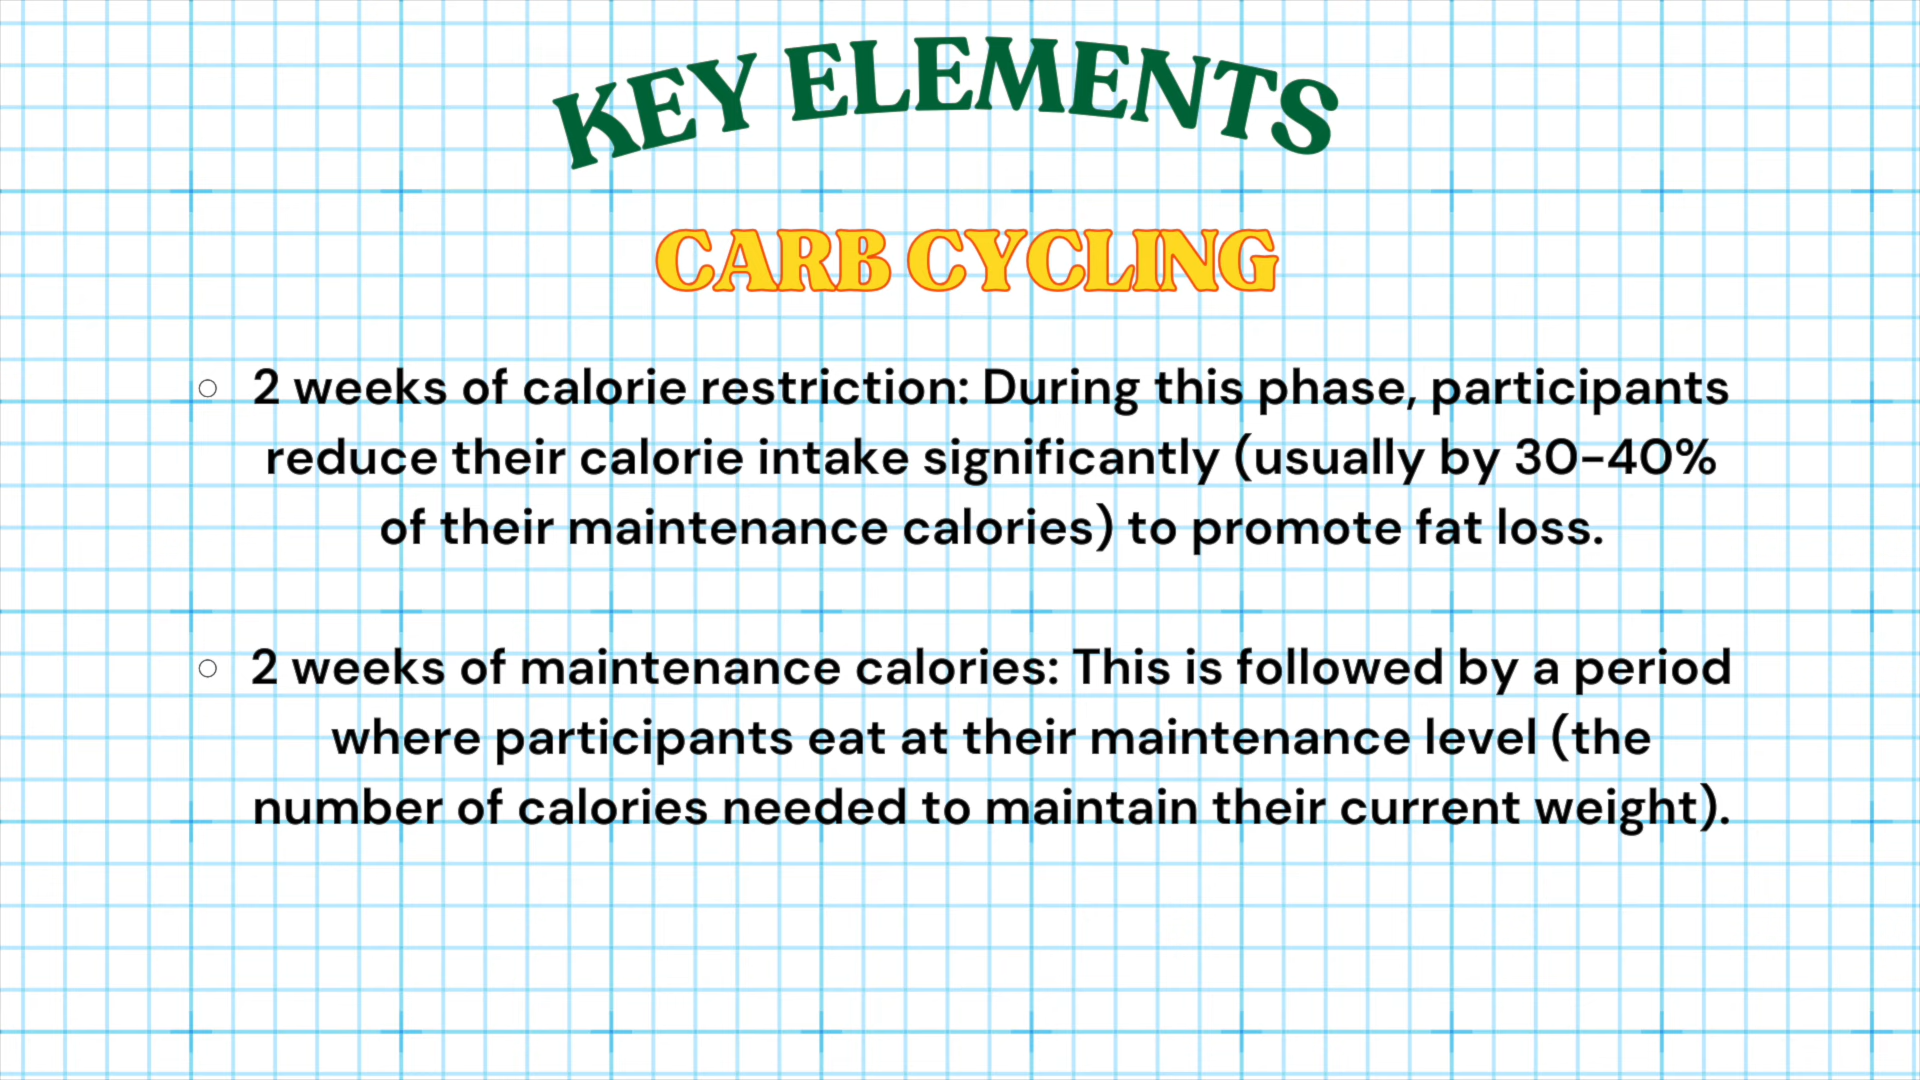 KEY ELEMENTS
CARB CYCLING
2 weeks of calorie restriction: During this phase, participants
reduce their calorie intake significantly (usually by 30-40%
of their maintenance calories) to promote fat loss.
2 weeks of maintenance calories: This is followed by a period
where participants eat at their maintenance level (the
number of calories needed to maintain their current weight).